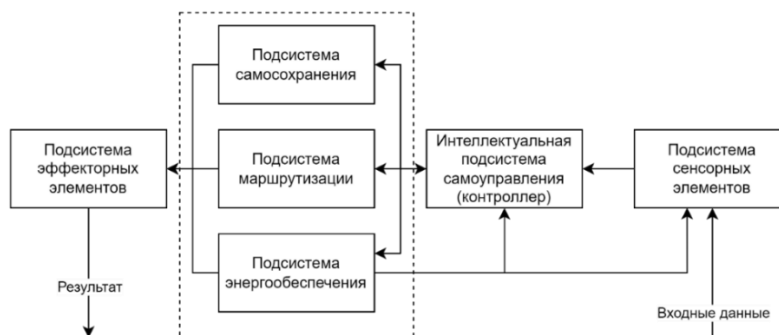 Подсистема
самосохранения
Подсистема
эффекторных
элементов
Подсистема
маршрутизации
Интеллектуальная
подсистема
самоуправления
(контроллер)
Подсистема
сенсорных
элементов
Подсистема
энергообеспечения
Результат
Входные данные